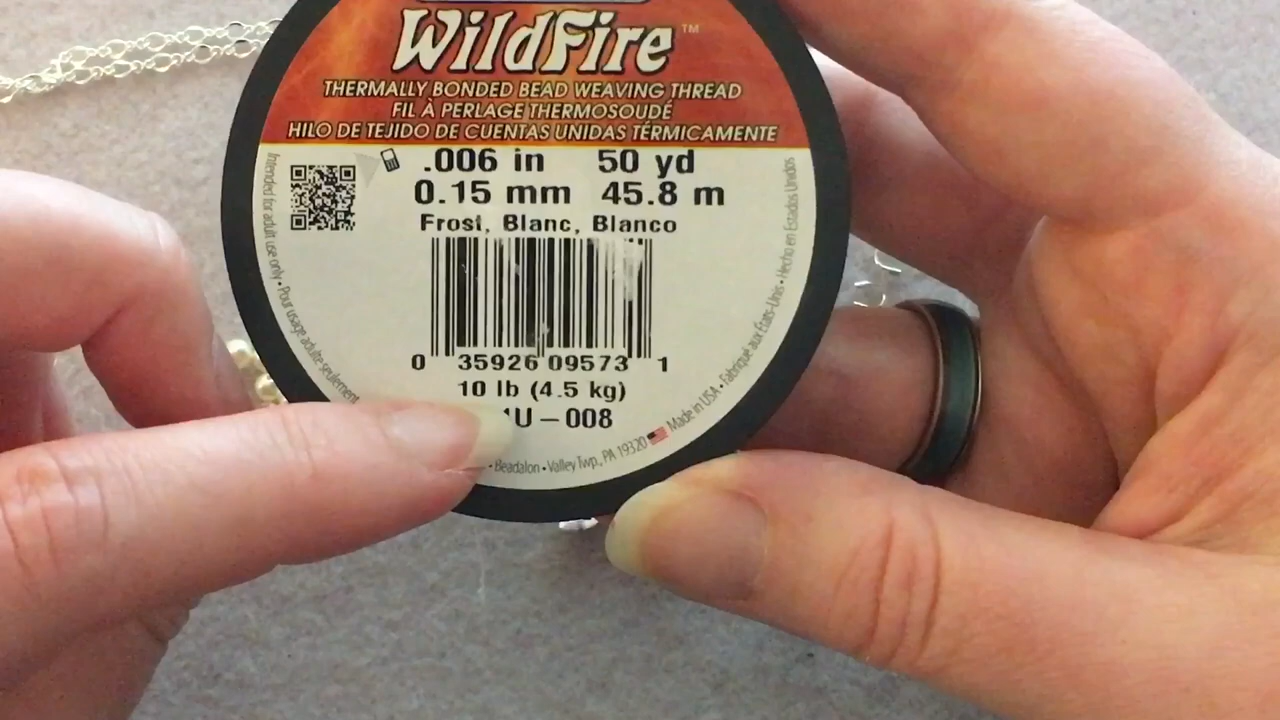 WildFire™
THERMALLY BONDED BEAD WEAVING THREAD
FIL À PERLAGE THERMOSOUDÉ
HILO DE TEJIDO DE CUENTAS UNIDAS TÉRMICAMENTE
.006 in 50 yd
0.15 mm 45.8 m
Frost, Blanc, Blanco
0 35926 09573 1
10 lb (4.5 kg)
1U–008
Intended for adult use only • Pour usage adulte seulement
• Beadalon • Valley Twp., PA 19320 Made in USA • Fabriqué aux États-Unis • Hecho en Estados Unidos